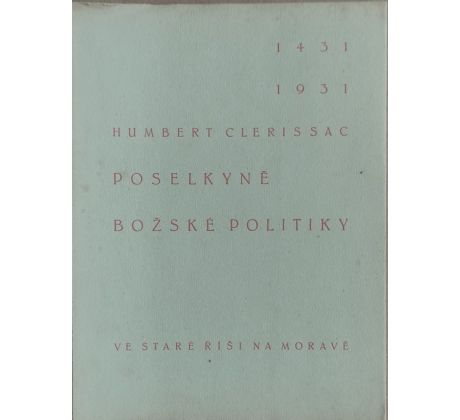 1431
1931
HUMBERT CLERISSAC
POSELKYNĚ
BOŽSKÉ POLITIKY
VE STARÉ ŘÍŠI NA MORAVĚ